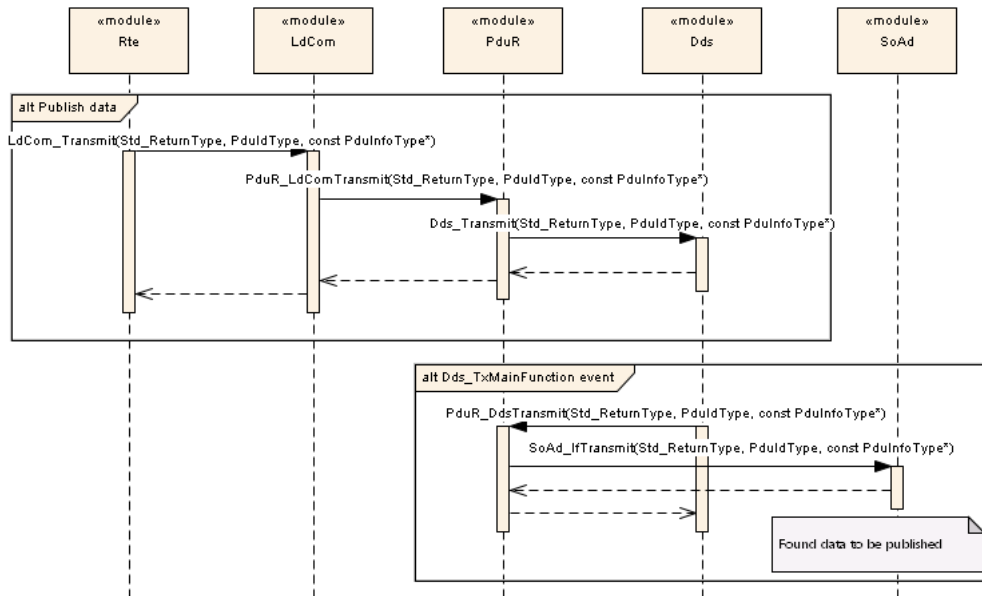 «module»
Rte
«module»
LdCom
«module»
PduR
«module»
Dds
«module»
SoAd
alt Publish data
LdCom_Transmit(Std_ReturnType, PduIdType, const PduInfoType*)
PduR_LdComTransmit(Std_ReturnType, PduIdType, const PduInfoType*)
Dds_Transmit(Std_ReturnType, PduIdType, const PduInfoType*)
alt Dds_TxMainFunction event
PduR_DdsTransmit(Std_ReturnType, PduIdType, const PduInfoType*)
SoAd_IfTransmit(Std_ReturnType, PduIdType, const PduInfoType*)
Found data to be published